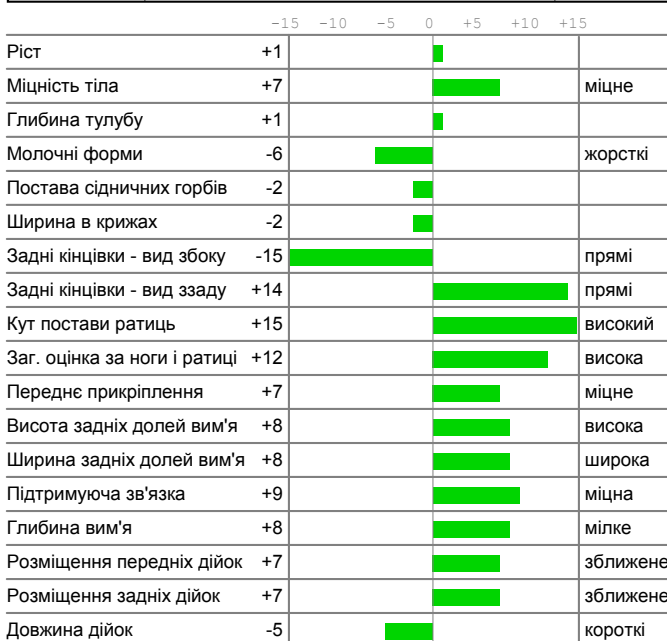 -15 -10 -5 0 +5 +10 +15
Ріст +1
Міцність тіла +7 міцне
Глибина тулубу +1
Молочні форми -6 жорсткі
Постава сідничних горбів -2
Ширина в крижах -2
Задні кінцівки - вид збоку -15 прямі
Задні кінцівки - вид ззаду +14 прямі
Кут постави ратиць +15 високий
Заг. оцінка за ноги і ратиці +12 висока
Переднє прикріплення +7 міцне
Висота задніх долей вим'я +8 висока
Ширина задніх долей вим'я +8 широка
Підтримуюча зв'язка +9 міцна
Глибина вим'я +8 мілке
Розміщення передніх дійок +7 зближене
Розміщення задніх дійок +7 зближене
Довжина дійок -5 короткі